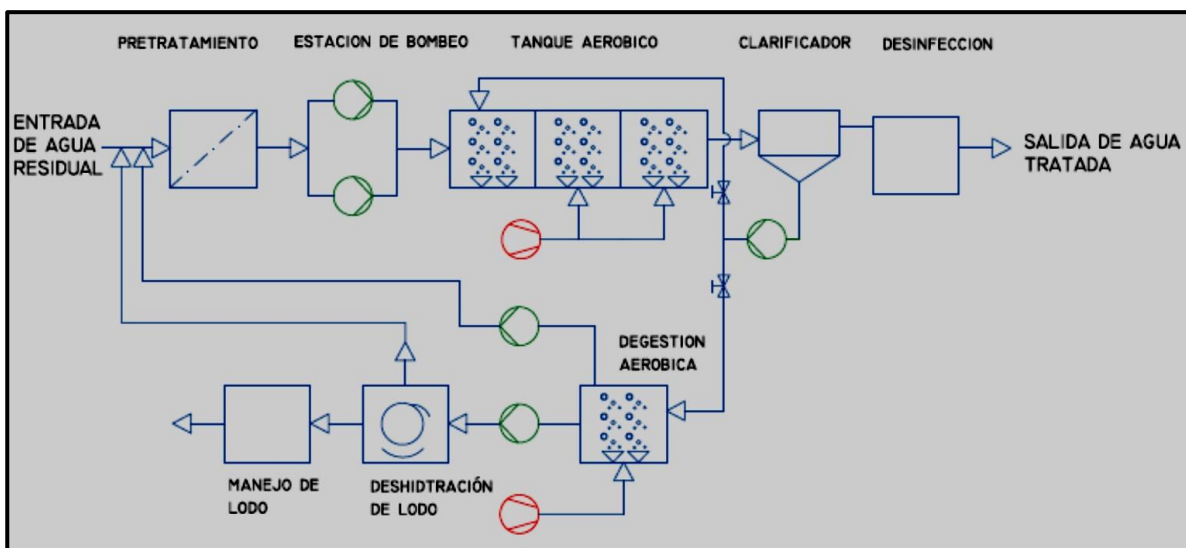 PRETRATAMIENTO
ESTACION DE BOMBEO
TANQUE AEROBICO
CLARIFICADOR
DESINFECCION
ENTRADA
DE AGUA
RESIDUAL
SALIDA DE AGUA
TRATADA
DEGESTION
AEROBICA
MANEJO DE
LODO
DESHIDTRACIÓN
DE LODO